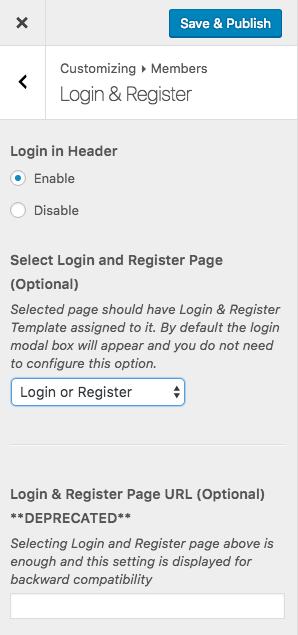 × Save & Publish
Customizing ▸ Members
Login & Register
Login in Header
Enable
Disable
Select Login and Register Page
(Optional)
Selected page should have Login & Register
Template assigned to it. By default the login
modal box will appear and you do not need
to configure this option.
Login or Register
Login & Register Page URL (Optional)
**DEPRECATED**
Selecting Login and Register page above is
enough and this setting is displayed for
backward compatibility